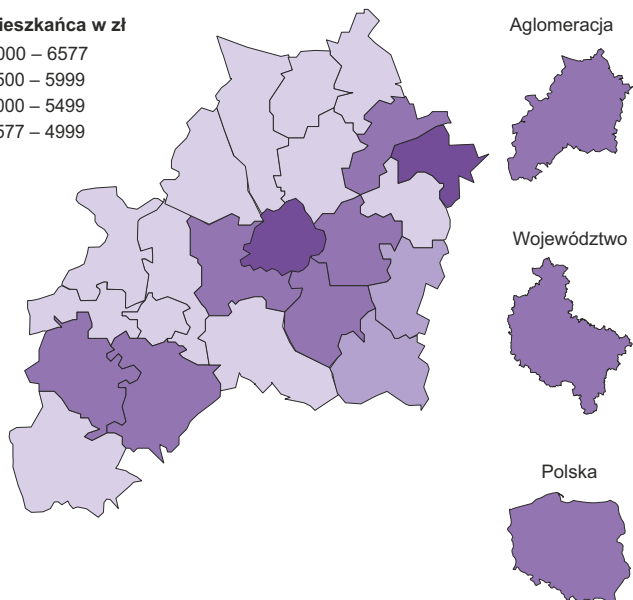 ieszkańca w zł
000 – 6577
500 – 5999
000 – 5499
577 – 4999
Aglomeracja
Województwo
Polska